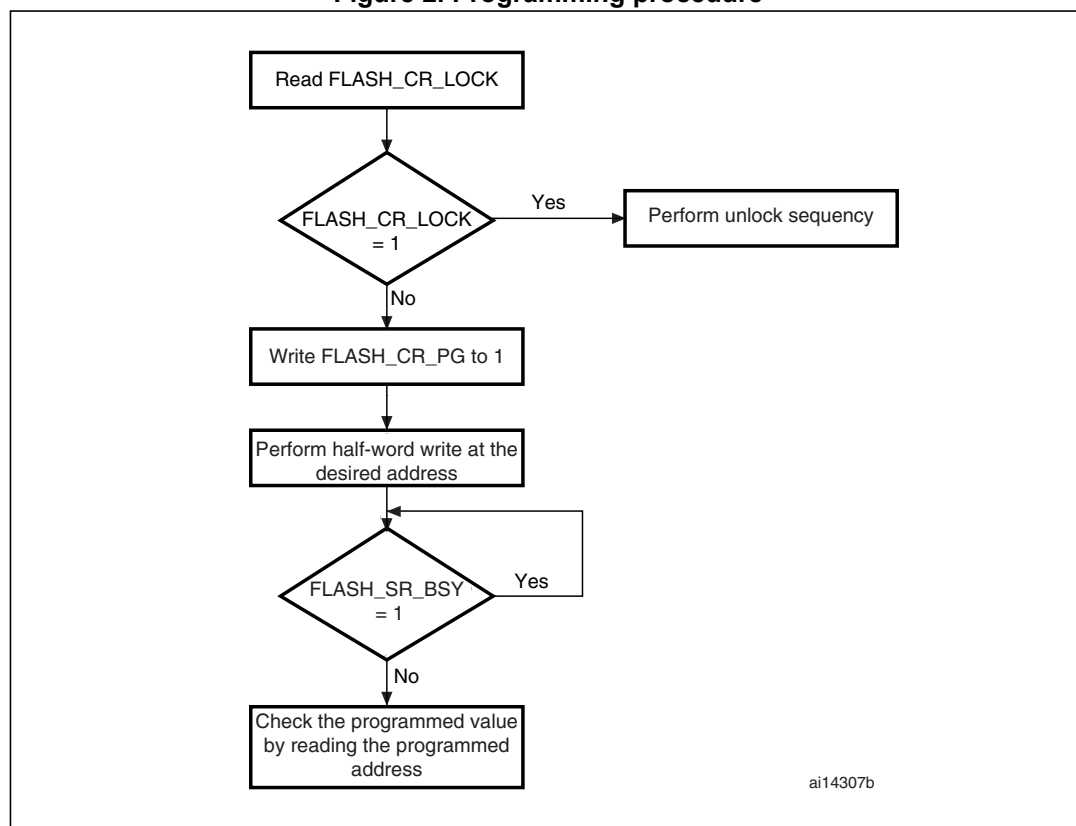 Figure 2. Programming procedure
Read FLASH_CR_LOCK
FLASH_CR_LOCK
= 1
Yes
Perform unlock sequency
No
Write FLASH_CR_PG to 1
Perform half-word write at the
desired address
FLASH_SR_BSY
= 1
Yes
No
Check the programmed value
by reading the programmed
address
ai14307b